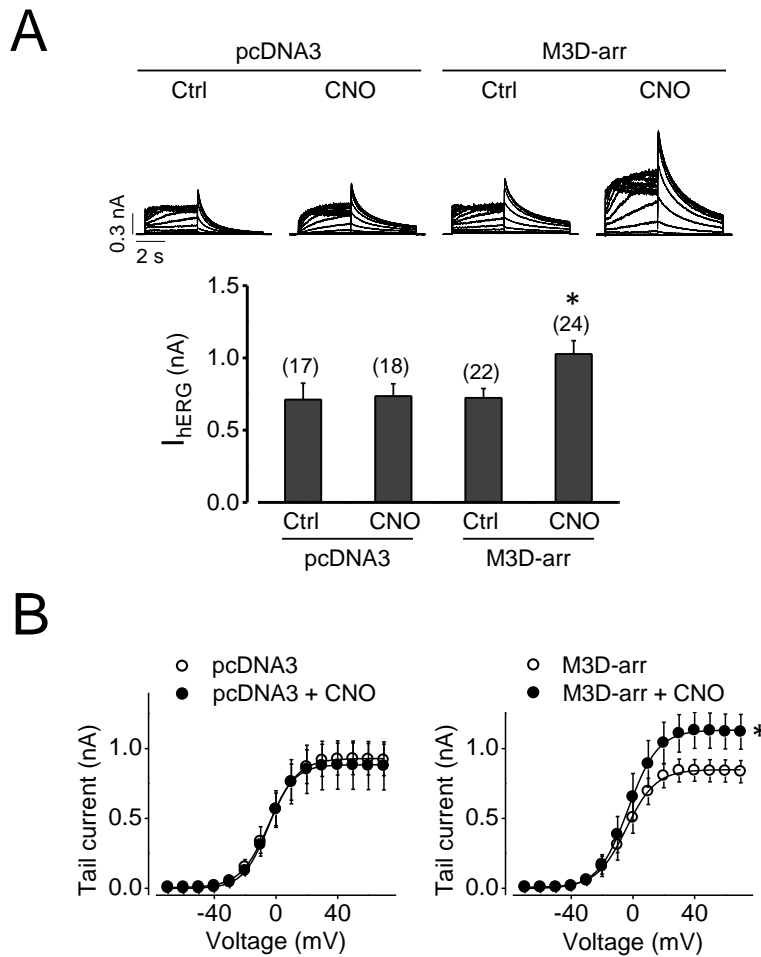 A
pcDNA3 M3D-arr
Ctrl CNO Ctrl CNO
0.3 nA
2 s
1.5
1.0
0.5
0.0
IhERG (nA)
(17) (18) (22) (24)
*
Ctrl CNO Ctrl CNO
pcDNA3 M3D-arr
B
pcDNA3
pcDNA3 + CNO
1.0
0.5
0.0
Tail current (nA)
-40 0 40
Voltage (mV)
M3D-arr
M3D-arr + CNO
*
1.0
0.5
0.0
Tail current (nA)
-40 0 40
Voltage (mV)